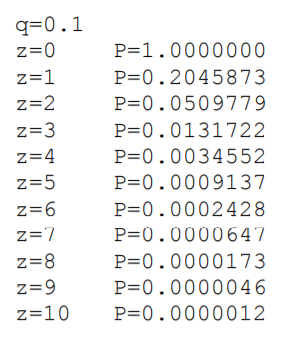 q=0.1
z=0 P=1.0000000
z=1 P=0.2045873
z=2 P=0.0509779
z=3 P=0.0131722
z=4 P=0.0034552
z=5 P=0.0009137
z=6 P=0.0002428
z=7 P=0.0000647
z=8 P=0.0000173
z=9 P=0.0000046
z=10 P=0.0000012